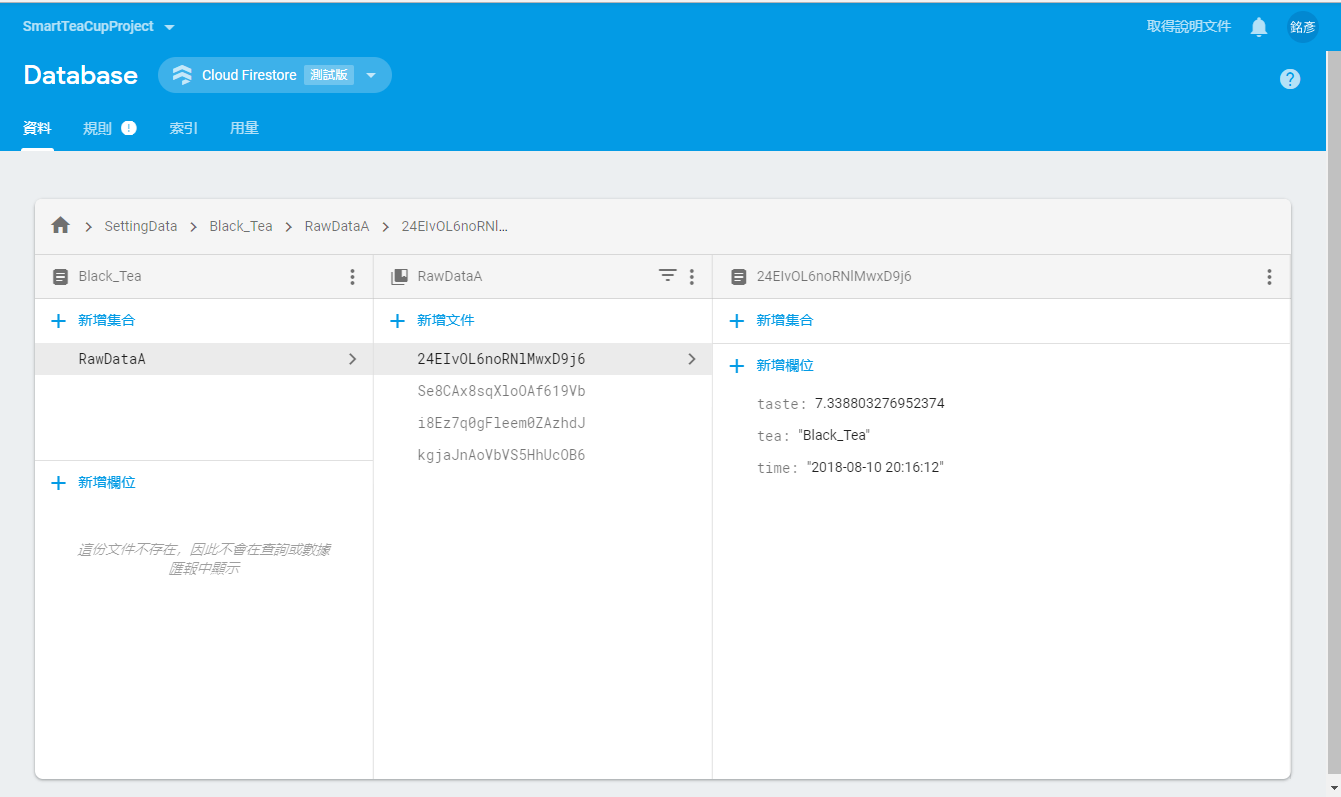 SmartTeaCupProject
取得說明文件
銘彥
Database
Cloud Firestore 測試版
資料 規則 索引 用量
SettingData Black_Tea RawDataA 24EIvOL6noRNl...
Black_Tea
新增集合
RawDataA
新增欄位
這份文件不存在，因此不會在查詢或數據
匯報中顯示
RawDataA
新增文件
24EIvOL6noRNlMwxD9j6
Se8CAx8sqXloOAf619Vb
i8Ez7q0gFleem0ZAzhdJ
kgjaJnAoVbVS5HhUcOB6
24EIvOL6noRNlMwxD9j6
新增集合
新增欄位
taste: 7.338803276952374
tea: "Black_Tea"
time: "2018-08-10 20:16:12"